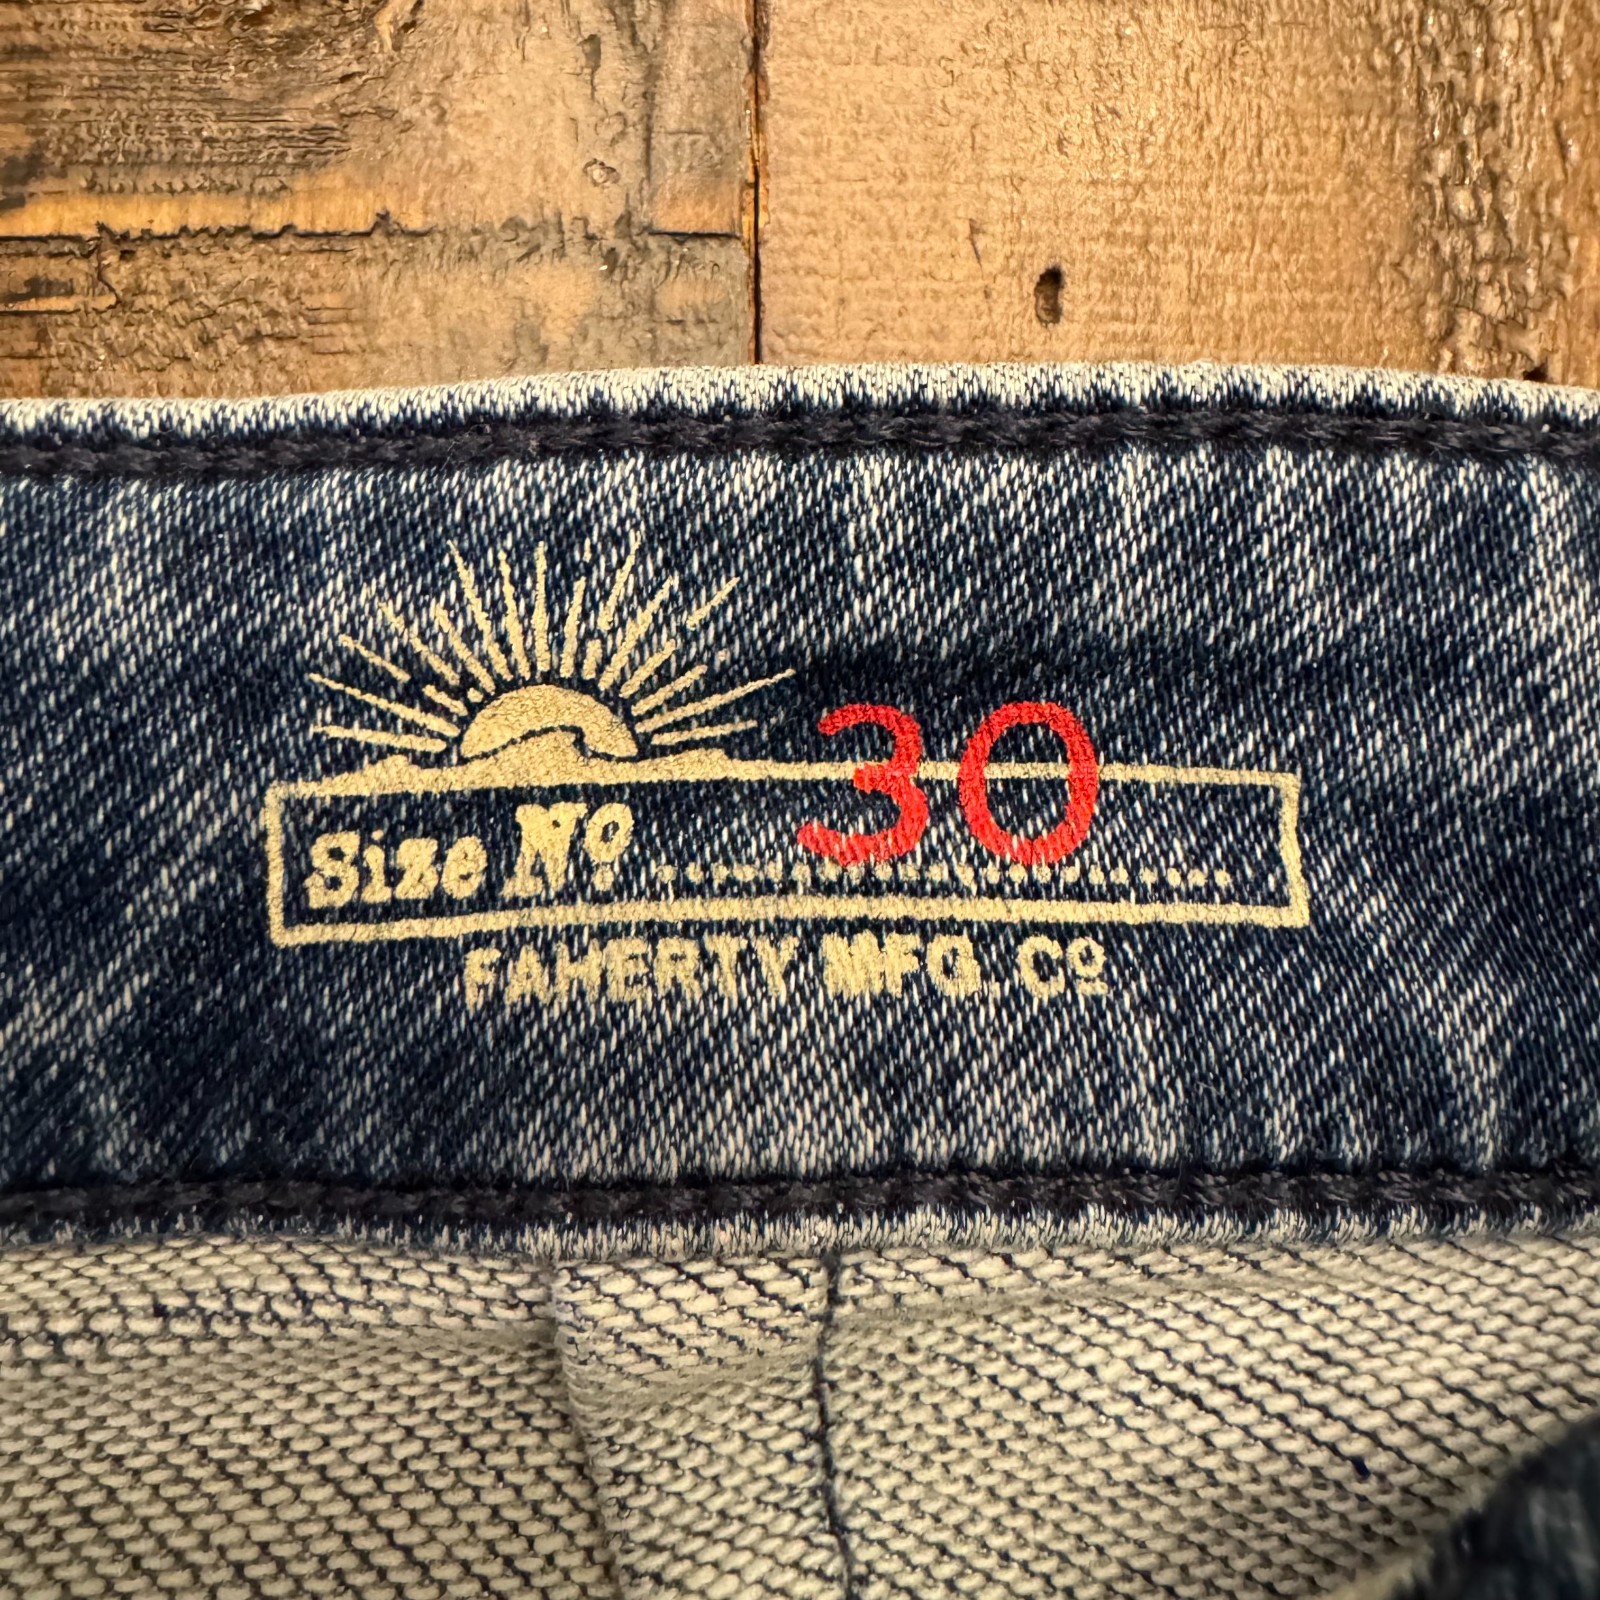 Size Nº. 30
FAHERTY MFG. Cº